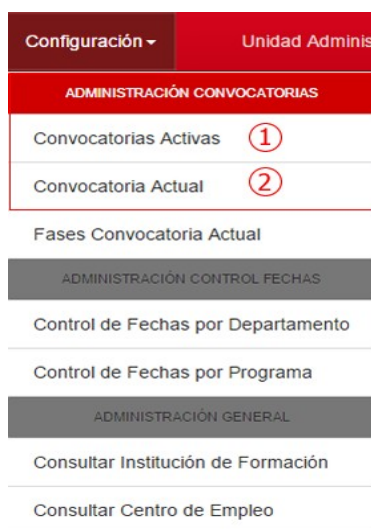 Configuración Unidad Adminis
ADMINISTRACIÓN CONVOCATORIAS
Convocatorias Activas 1
Convocatoria Actual 2
Fases Convocatoria Actual
ADMINISTRACIÓN CONTROL FECHAS
Control de Fechas por Departamento
Control de Fechas por Programa
ADMINISTRACIÓN GENERAL
Consultar Institución de Formación
Consultar Centro de Empleo